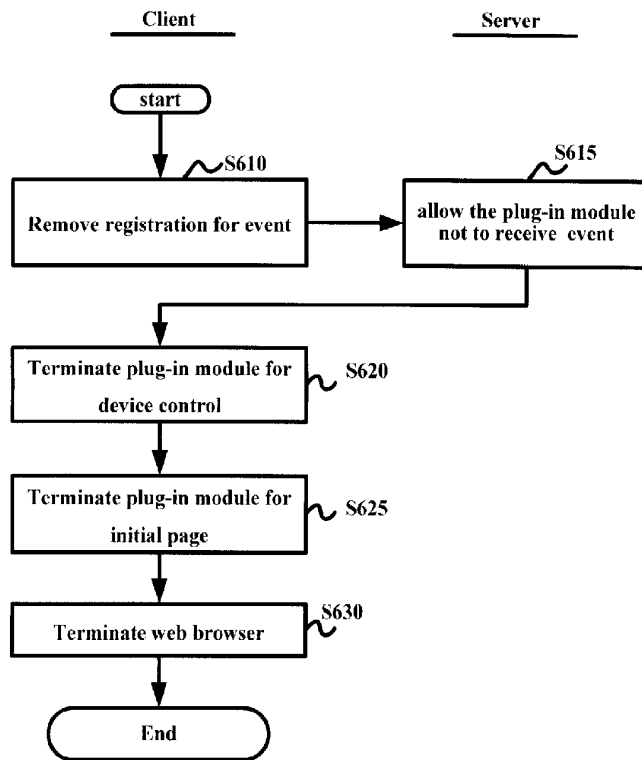 Client
Server
start
S610
S615
Remove registration for event
allow the plug-in module
not to receive event
Terminate plug-in module for
device control
S620
Terminate plug-in module for
initial page
S625
S630
Terminate web browser
End